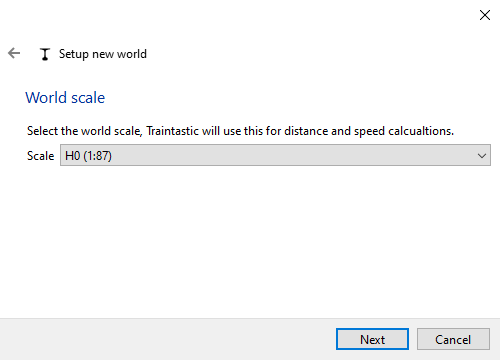 Setup new world
World scale
Select the world scale, Traintastic will use this for distance and speed calcualtions.
Scale H0 (1:87)
Next Cancel